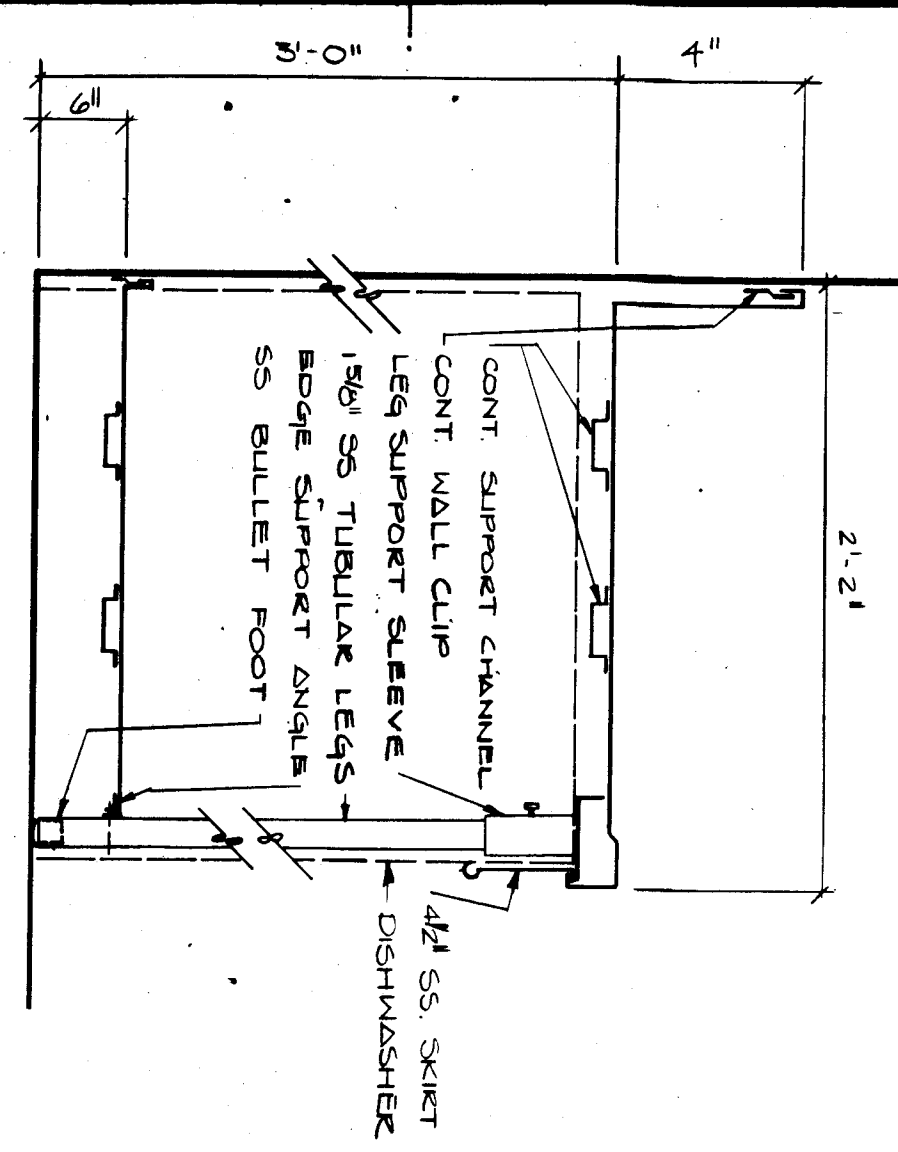 3'-0"
4"
6"
2'-2"
CONT. SUPPORT CHANNEL
CONT. WALL CLIP
LEG SUPPORT SLEEVE
1 5/8" SS TUBULAR LEGS
EDGE SUPPORT ANGLE
SS BULLET FOOT
4 1/2" SS. SKIRT
DISHWASHER